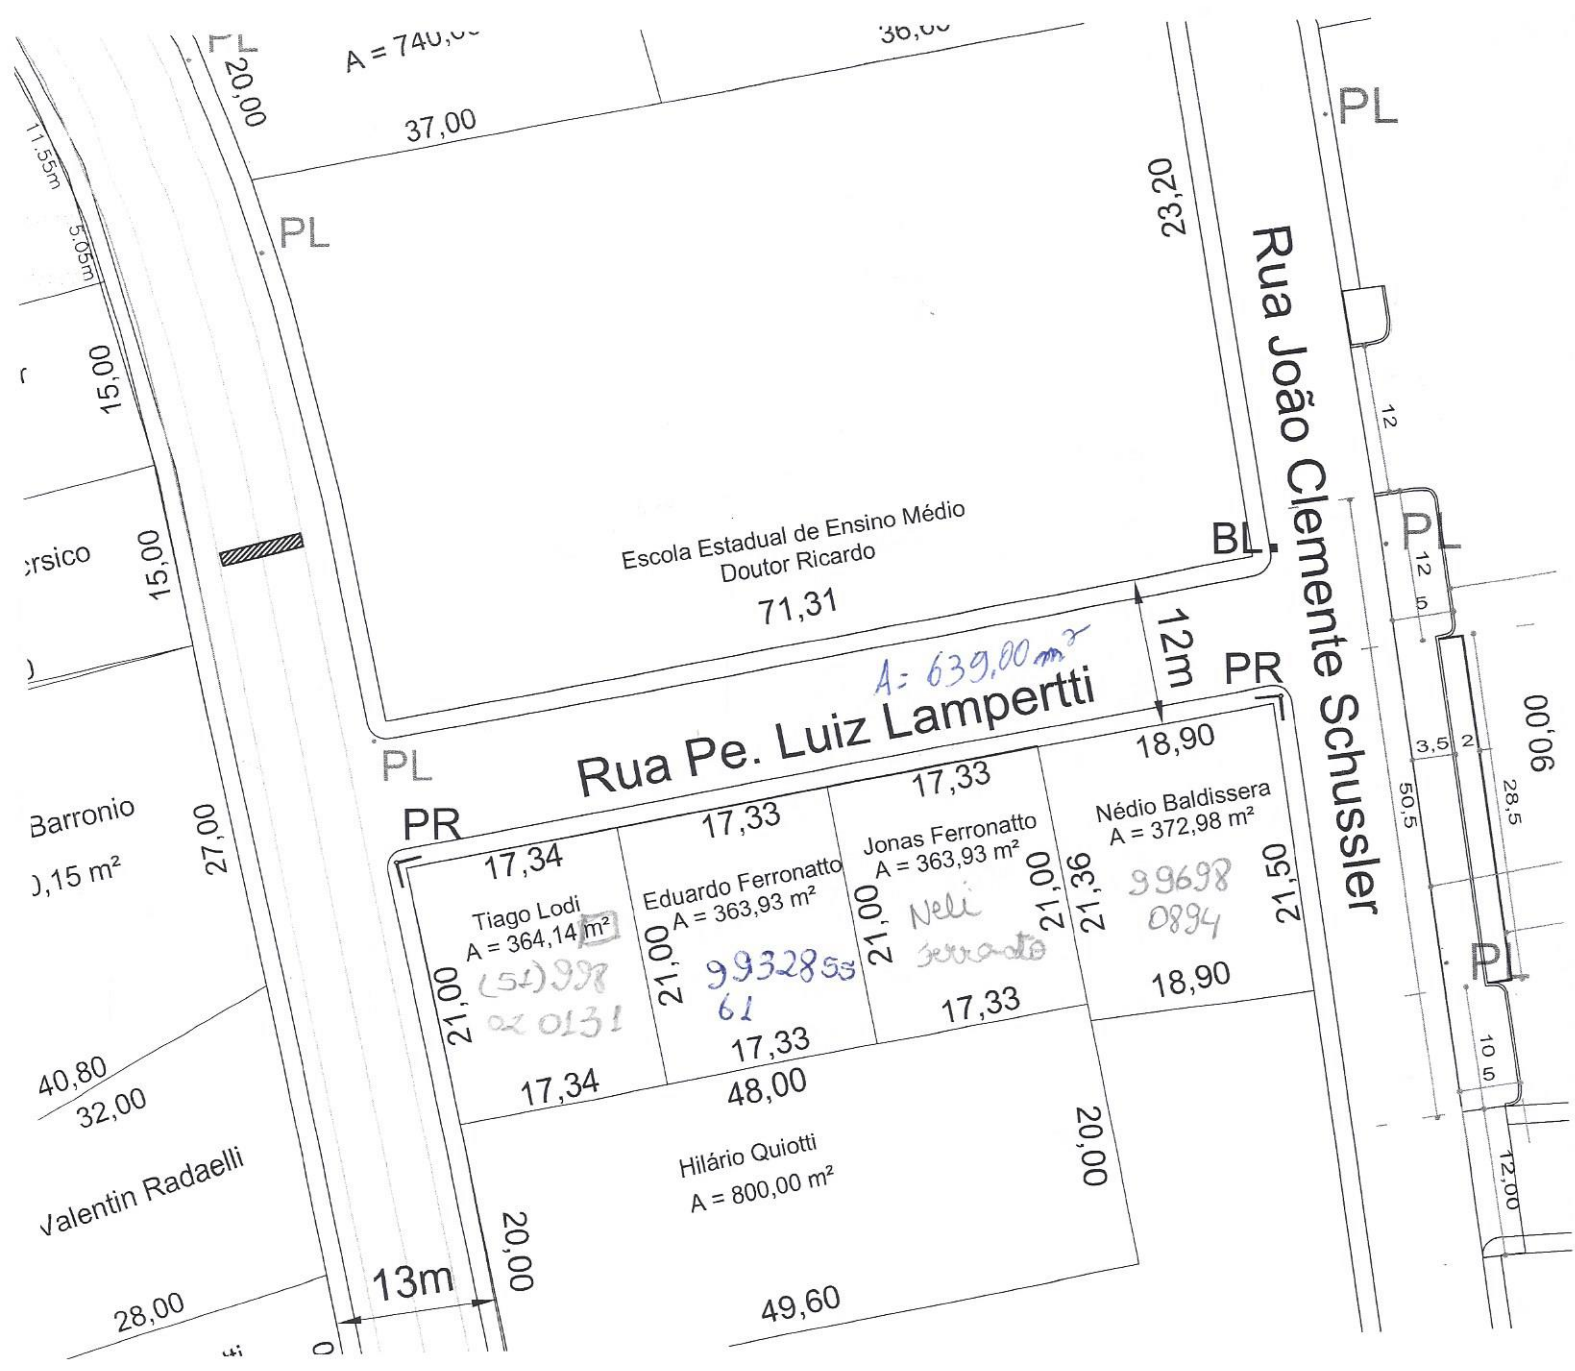 PL
20,00
A = 740,00
36,00
37,00
PL
11.55m
5.05m
PL
23,20
Rua João Clemente Schussler
15,00
12
15,00
Escola Estadual de Ensino Médio
Doutor Ricardo
71,31
BL.
PL
12
5
12m
A= 639,00 m²
Rua Pe. Luiz Lampertti
PR
PL
18,90
3,5
2
90,00
50,5
28,5
Barronio
27,00
PR
17,34
17,33
17,33
Nédio Baldissera
A = 372,98 m²
99698
0894
21,36
21,50
18,90
Jonas Ferronatto
A = 363,93 m²
Neli
Ferronato
21,00
21,00
17,33
Eduardo Ferronatto
A = 363,93 m²
99328 55
61
21,00
17,33
Tiago Lodi
A = 364,14 m²
(51) 998
02 0131
21,00
17,34
48,00
PL
40,80
32,00
Hilário Quiotti
A = 800,00 m²
20,00
20,00
10
5
12,00
Valentin Radaelli
13m
28,00
49,60